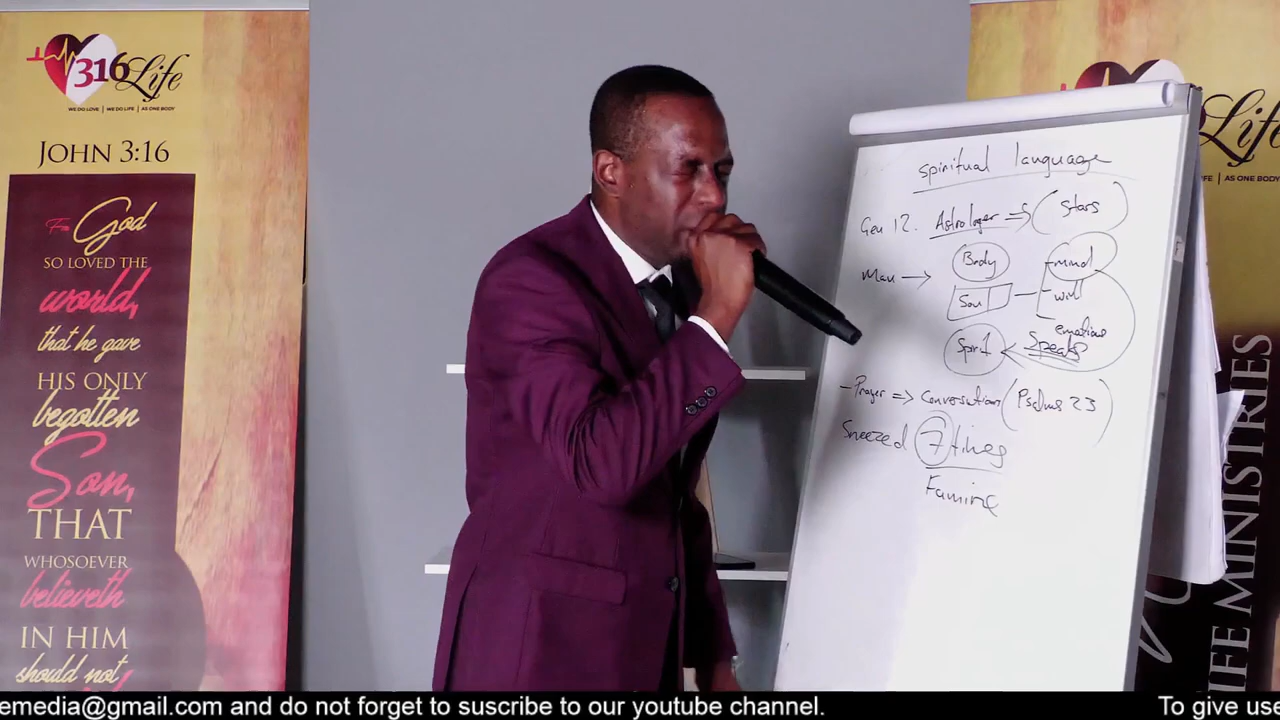 316 Life
WE DO LOVE | WE DO LIFE | AS ONE BODY
JOHN 3:16
For God
SO LOVED THE
world,
that he gave
HIS ONLY
begotten
Son,
THAT
WHOSOEVER
believeth
IN HIM
should not
spiritual language
Gen 12. Astrologer => (Stars)
Man → Body
mind
Soul
will
emotions
Spirit
Speaks
- Prayer => Conversation (Psalms 23)
Sneezed 7 times
Famine
Life
| AS ONE BODY
LIFE MINISTRIES
emedia@gmail.com and do not forget to suscribe to our youtube channel.
To give use